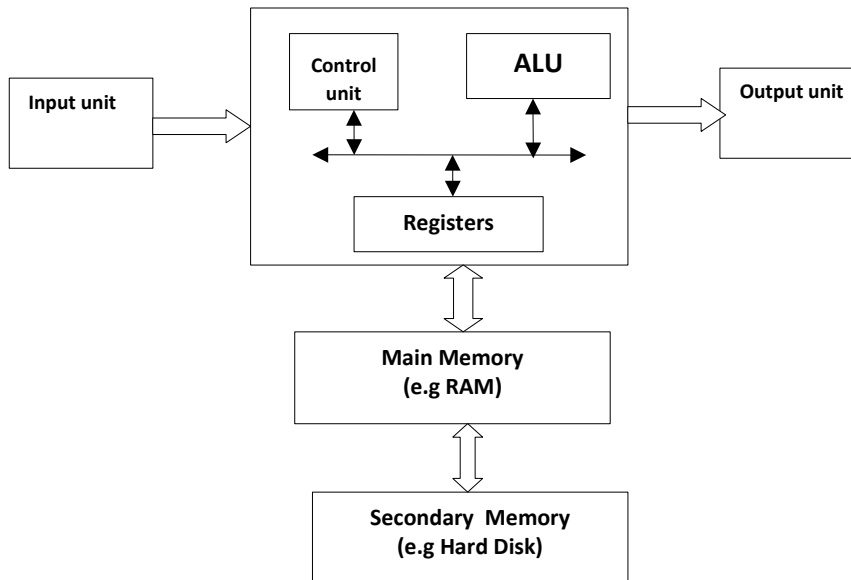 Input unit
Control
unit
ALU
Output unit
Registers
Main Memory
(e.g RAM)
Secondary Memory
(e.g Hard Disk)